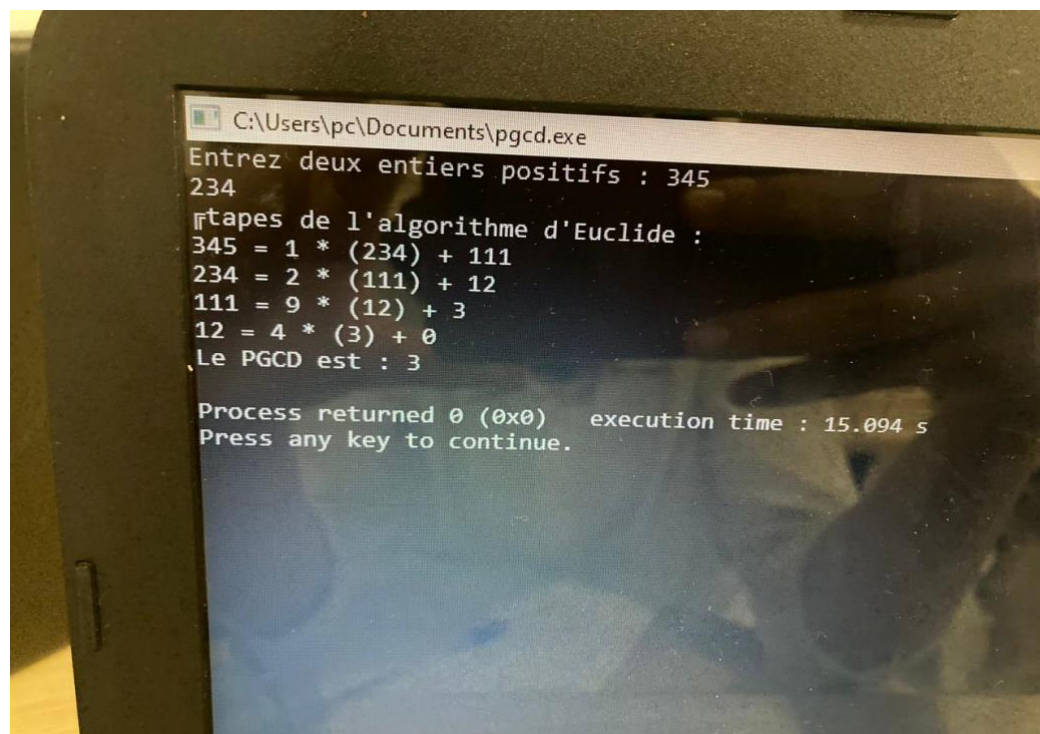 C:\Users\pc\Documents\pgcd.exe
Entrez deux entiers positifs : 345
234
╔tapes de l'algorithme d'Euclide :
345 = 1 * (234) + 111
234 = 2 * (111) + 12
111 = 9 * (12) + 3
12 = 4 * (3) + 0
Le PGCD est : 3
Process returned 0 (0x0)   execution time : 15.094 s
Press any key to continue.